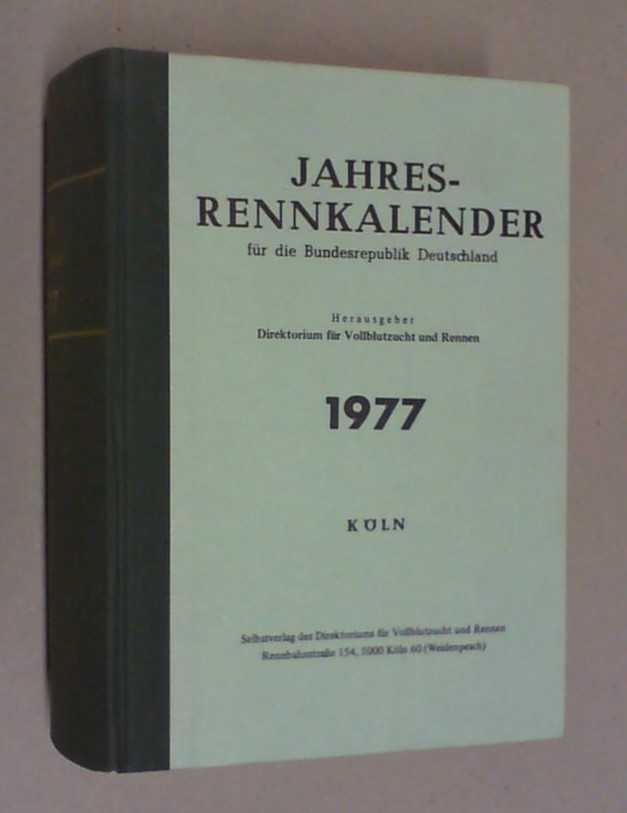 JAHRES-
RENNKALENDER
für die Bundesrepublik Deutschland
Herausgeber
Direktorium für Vollblutzucht und Rennen
1977
KÖLN
Selbstverlag des Direktoriums für Vollblutzucht und Rennen
Rennbahnstraße 154, 5000 Köln 60 (Weidenpesch)